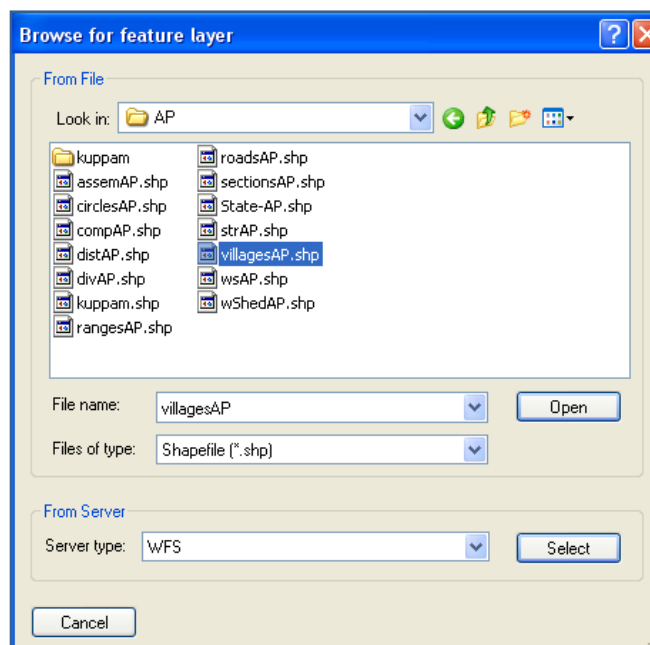 Browse for feature layer
From File
Look in: AP
kuppam
assemAP.shp
circlesAP.shp
compAP.shp
distAP.shp
divAP.shp
kuppam.shp
rangesAP.shp
roadsAP.shp
sectionsAP.shp
State-AP.shp
strAP.shp
villagesAP.shp
wsAP.shp
wShedAP.shp
File name: villagesAP Open
Files of type: Shapefile (*.shp)
From Server
Server type: WFS Select
Cancel